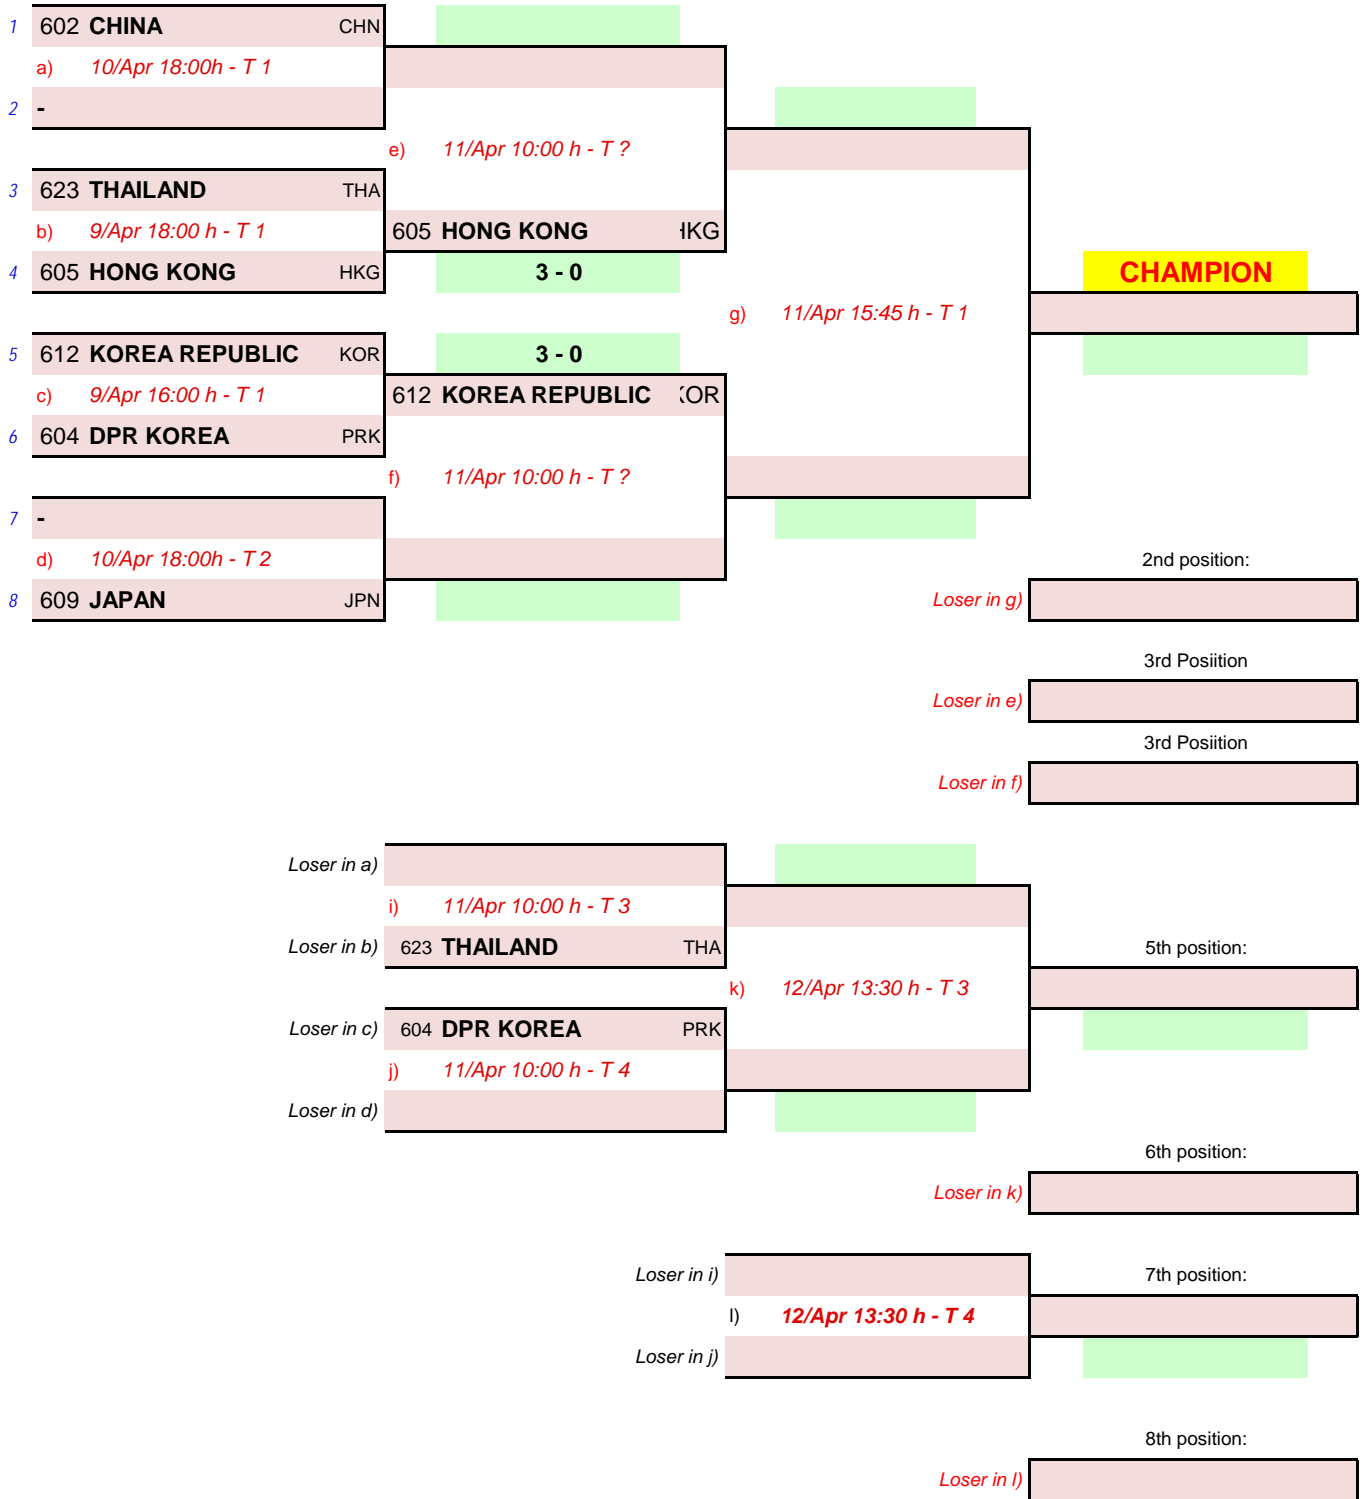 1 602 CHINA CHN
a) 10/Apr 18:00h - T 1
2 -
e) 11/Apr 10:00 h - T ?
3 623 THAILAND THA
b) 9/Apr 18:00 h - T 1 605 HONG KONG HKG
4 605 HONG KONG HKG 3 - 0 CHAMPION
g) 11/Apr 15:45 h - T 1
5 612 KOREA REPUBLIC KOR 3 - 0
c) 9/Apr 16:00 h - T 1 612 KOREA REPUBLIC KOR
6 604 DPR KOREA PRK
f) 11/Apr 10:00 h - T ?
7 -
d) 10/Apr 18:00h - T 2 2nd position:
8 609 JAPAN JPN Loser in g)
3rd Posiition
Loser in e)
3rd Posiition
Loser in f)
Loser in a)
i) 11/Apr 10:00 h - T 3
Loser in b) 623 THAILAND THA 5th position:
k) 12/Apr 13:30 h - T 3
Loser in c) 604 DPR KOREA PRK
j) 11/Apr 10:00 h - T 4
Loser in d)
6th position:
Loser in k)
Loser in i) 7th position:
l) 12/Apr 13:30 h - T 4
Loser in j)
8th position:
Loser in l)